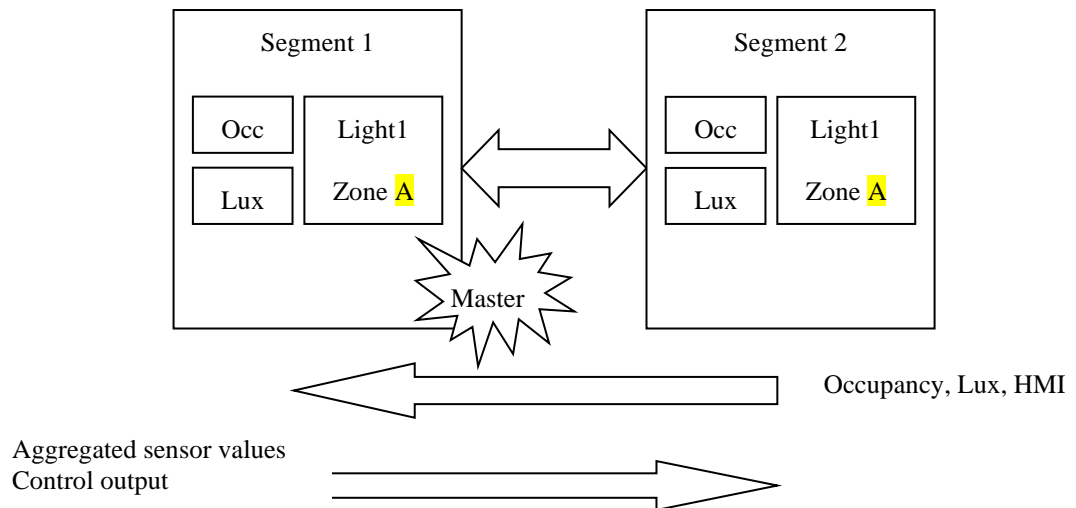 Segment 1
Segment 2
Occ
Light1
Occ
Light1
Lux
Zone A
Lux
Zone A
Master
Occupancy, Lux, HMI
Aggregated sensor values
Control output